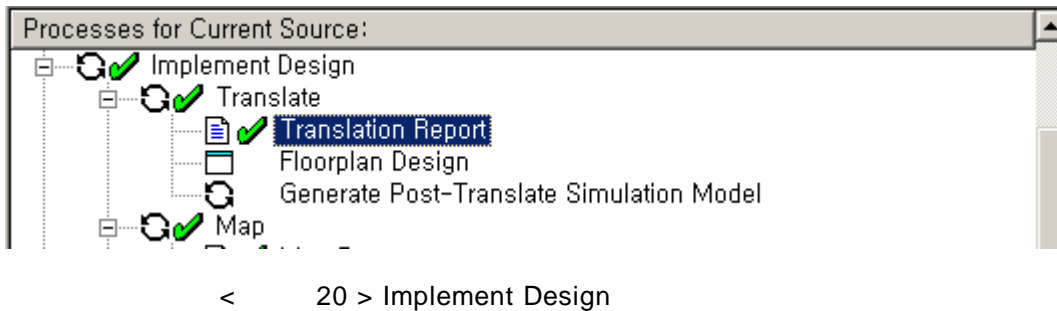 Processes for Current Source:
Implement Design
Translate
Translation Report
Floorplan Design
Generate Post-Translate Simulation Model
Map
< 20 > Implement Design